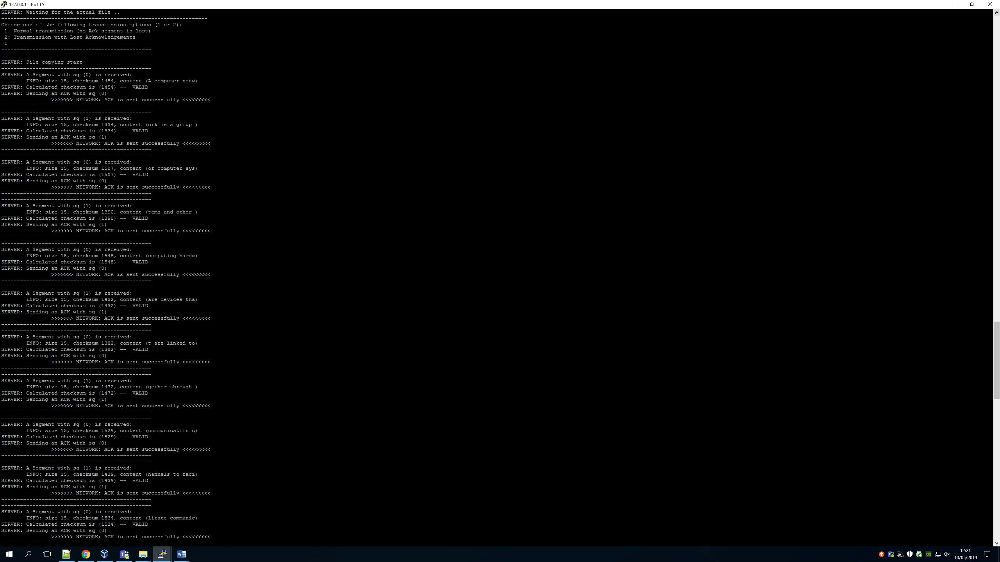 127.0.0.1 - PuTTY
SERVER: Waiting for the actual file ..
------------------------------------------------------------------
Choose one of the following transmission options (1 or 2):
 1. Normal transmission (no Ack segment is lost)
 2: Transmission with Lost Acknowledgements
 1
------------------------------------------------
------------------------------------------------
SERVER: File copying start
------------------------------------------------
SERVER: A Segment with sq (0) is received:
        INFO: size 15, checksum 1454, content (A computer netw)
SERVER: Calculated checksum is (1454) --  VALID
SERVER: Sending an ACK with sq (0)
                >>>>>>> NETWORK: ACK is sent successfully <<<<<<<<<
------------------------------------------------
------------------------------------------------
SERVER: A Segment with sq (1) is received:
        INFO: size 15, checksum 1334, content (ork is a group )
SERVER: Calculated checksum is (1334) --  VALID
SERVER: Sending an ACK with sq (1)
                >>>>>>> NETWORK: ACK is sent successfully <<<<<<<<<
------------------------------------------------
------------------------------------------------
SERVER: A Segment with sq (0) is received:
        INFO: size 15, checksum 1507, content (of computer sys)
SERVER: Calculated checksum is (1507) --  VALID
SERVER: Sending an ACK with sq (0)
                >>>>>>> NETWORK: ACK is sent successfully <<<<<<<<<
------------------------------------------------
------------------------------------------------
SERVER: A Segment with sq (1) is received:
        INFO: size 15, checksum 1390, content (tems and other )
SERVER: Calculated checksum is (1390) --  VALID
SERVER: Sending an ACK with sq (1)
                >>>>>>> NETWORK: ACK is sent successfully <<<<<<<<<
------------------------------------------------
------------------------------------------------
SERVER: A Segment with sq (0) is received:
        INFO: size 15, checksum 1548, content (computing hardw)
SERVER: Calculated checksum is (1548) --  VALID
SERVER: Sending an ACK with sq (0)
                >>>>>>> NETWORK: ACK is sent successfully <<<<<<<<<
------------------------------------------------
------------------------------------------------
SERVER: A Segment with sq (1) is received:
        INFO: size 15, checksum 1432, content (are devices tha)
SERVER: Calculated checksum is (1432) --  VALID
SERVER: Sending an ACK with sq (1)
                >>>>>>> NETWORK: ACK is sent successfully <<<<<<<<<
------------------------------------------------
------------------------------------------------
SERVER: A Segment with sq (0) is received:
        INFO: size 15, checksum 1382, content (t are linked to)
SERVER: Calculated checksum is (1382) --  VALID
SERVER: Sending an ACK with sq (0)
                >>>>>>> NETWORK: ACK is sent successfully <<<<<<<<<
------------------------------------------------
------------------------------------------------
SERVER: A Segment with sq (1) is received:
        INFO: size 15, checksum 1472, content (gether through )
SERVER: Calculated checksum is (1472) --  VALID
SERVER: Sending an ACK with sq (1)
                >>>>>>> NETWORK: ACK is sent successfully <<<<<<<<<
------------------------------------------------
------------------------------------------------
SERVER: A Segment with sq (0) is received:
        INFO: size 15, checksum 1529, content (communication c)
SERVER: Calculated checksum is (1529) --  VALID
SERVER: Sending an ACK with sq (0)
                >>>>>>> NETWORK: ACK is sent successfully <<<<<<<<<
------------------------------------------------
------------------------------------------------
SERVER: A Segment with sq (1) is received:
        INFO: size 15, checksum 1439, content (hannels to faci)
SERVER: Calculated checksum is (1439) --  VALID
SERVER: Sending an ACK with sq (1)
                >>>>>>> NETWORK: ACK is sent successfully <<<<<<<<<
------------------------------------------------
------------------------------------------------
SERVER: A Segment with sq (0) is received:
        INFO: size 15, checksum 1534, content (litate communic)
SERVER: Calculated checksum is (1534) --  VALID
SERVER: Sending an ACK with sq (0)
                >>>>>>> NETWORK: ACK is sent successfully <<<<<<<<<
------------------------------------------------
12:21
10/05/2019